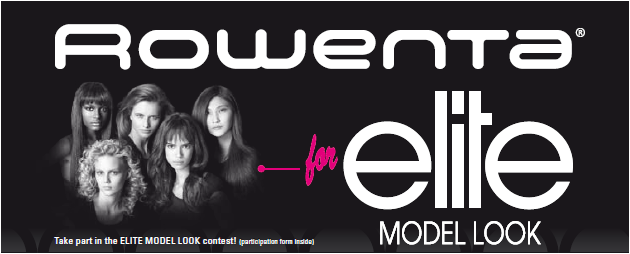 ROWENTA®
for
elite
MODEL LOOK
Take part in the ELITE MODEL LOOK contest! (participation form inside)